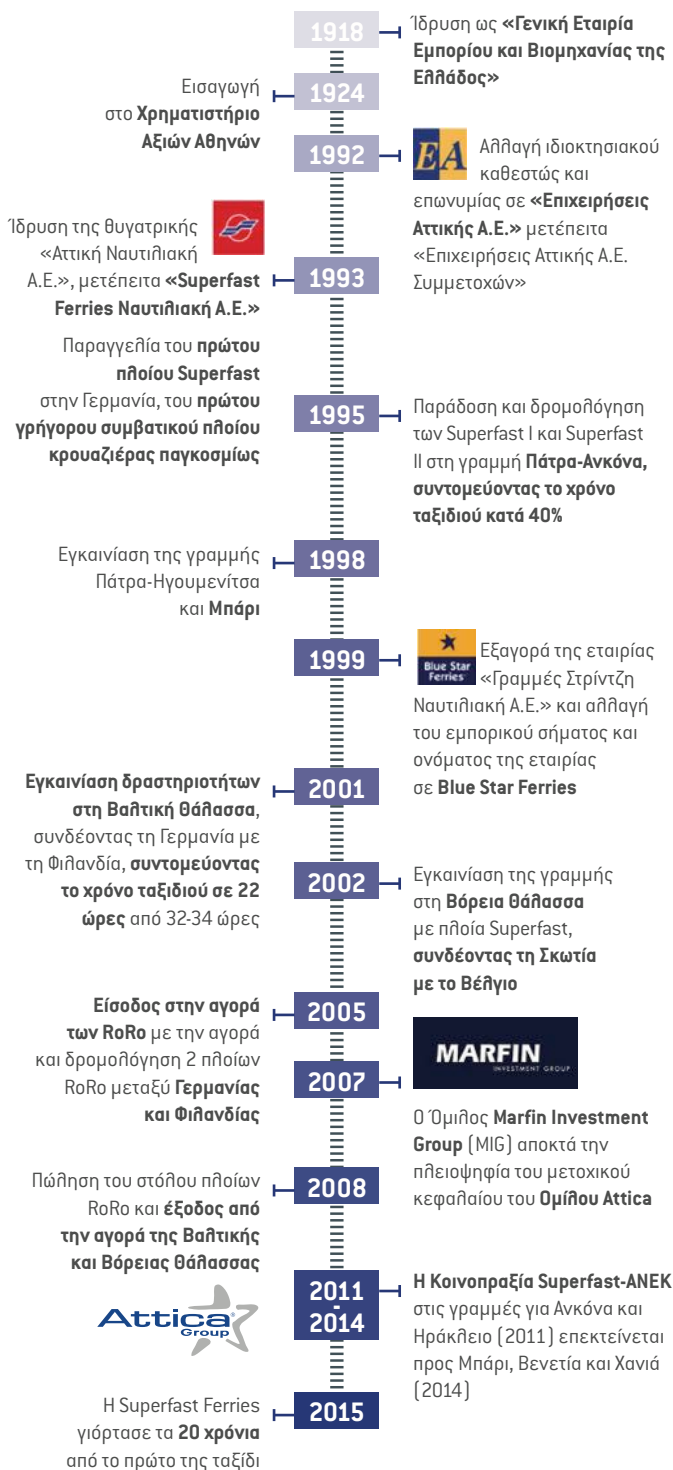 1918
Ίδρυση ως «Γενική Εταιρία
Εμπορίου και Βιομηχανίας της
Ελλάδος»
Εισαγωγή
στο Χρηματιστήριο
Αξιών Αθηνών
1924
1992
EA
Αλλαγή ιδιοκτησιακού
καθεστώς και
επωνυμίας σε «Επιχειρήσεις
Αττικής Α.Ε.» μετέπειτα
«Επιχειρήσεις Αττικής Α.Ε.
Συμμετοχών»
Ίδρυση της θυγατρικής
«Αττική Ναυτιλιακή
Α.Ε.», μετέπειτα «Superfast
Ferries Ναυτιλιακή Α.Ε.»
Παραγγελία του πρώτου
πλοίου Superfast
στην Γερμανία, του πρώτου
γρήγορου συμβατικού πλοίου
κρουαζιέρας παγκοσμίως
1993
1995
Παράδοση και δρομολόγηση
των Superfast I και Superfast
II στη γραμμή Πάτρα-Ανκόνα,
συντομεύοντας το χρόνο
ταξιδιού κατά 40%
Εγκαινίαση της γραμμής
Πάτρα-Ηγουμενίτσα
και Μπάρι
1998
1999
Blue Star
Ferries
Εξαγορά της εταιρίας
«Γραμμές Στρίντζη
Ναυτιλιακή Α.Ε.» και αλλαγή
του εμπορικού σήματος και
ονόματος της εταιρίας
σε Blue Star Ferries
Εγκαινίαση δραστηριοτήτων
στη Βαλτική Θάλασσα,
συνδέοντας τη Γερμανία με
τη Φιλανδία, συντομεύοντας
το χρόνο ταξιδιού σε 22
ώρες από 32-34 ώρες
2001
2002
Εγκαινίαση της γραμμής
στη Βόρεια Θάλασσα
με πλοία Superfast,
συνδέοντας τη Σκωτία
με το Βέλγιο
Είσοδος στην αγορά
των RoRo με την αγορά
και δρομολόγηση 2 πλοίων
RoRo μεταξύ Γερμανίας
και Φιλανδίας
2005
2007
MARFIN
INVESTMENT GROUP
Ο Όμιλος Marfin Investment
Group (MIG) αποκτά την
πλειοψηφία του μετοχικού
κεφαλαίου του Ομίλου Attica
Πώληση του στόλου πλοίων
RoRo και έξοδος από
την αγορά της Βαλτικής
και Βόρειας Θάλασσας
2008
Attica
Group
2011
-
2014
Η Κοινοπραξία Superfast-ANEK
στις γραμμές για Ανκόνα και
Ηράκλειο (2011) επεκτείνεται
προς Μπάρι, Βενετία και Χανιά
(2014)
Η Superfast Ferries
γιόρτασε τα 20 χρόνια
από το πρώτο της ταξίδι
2015